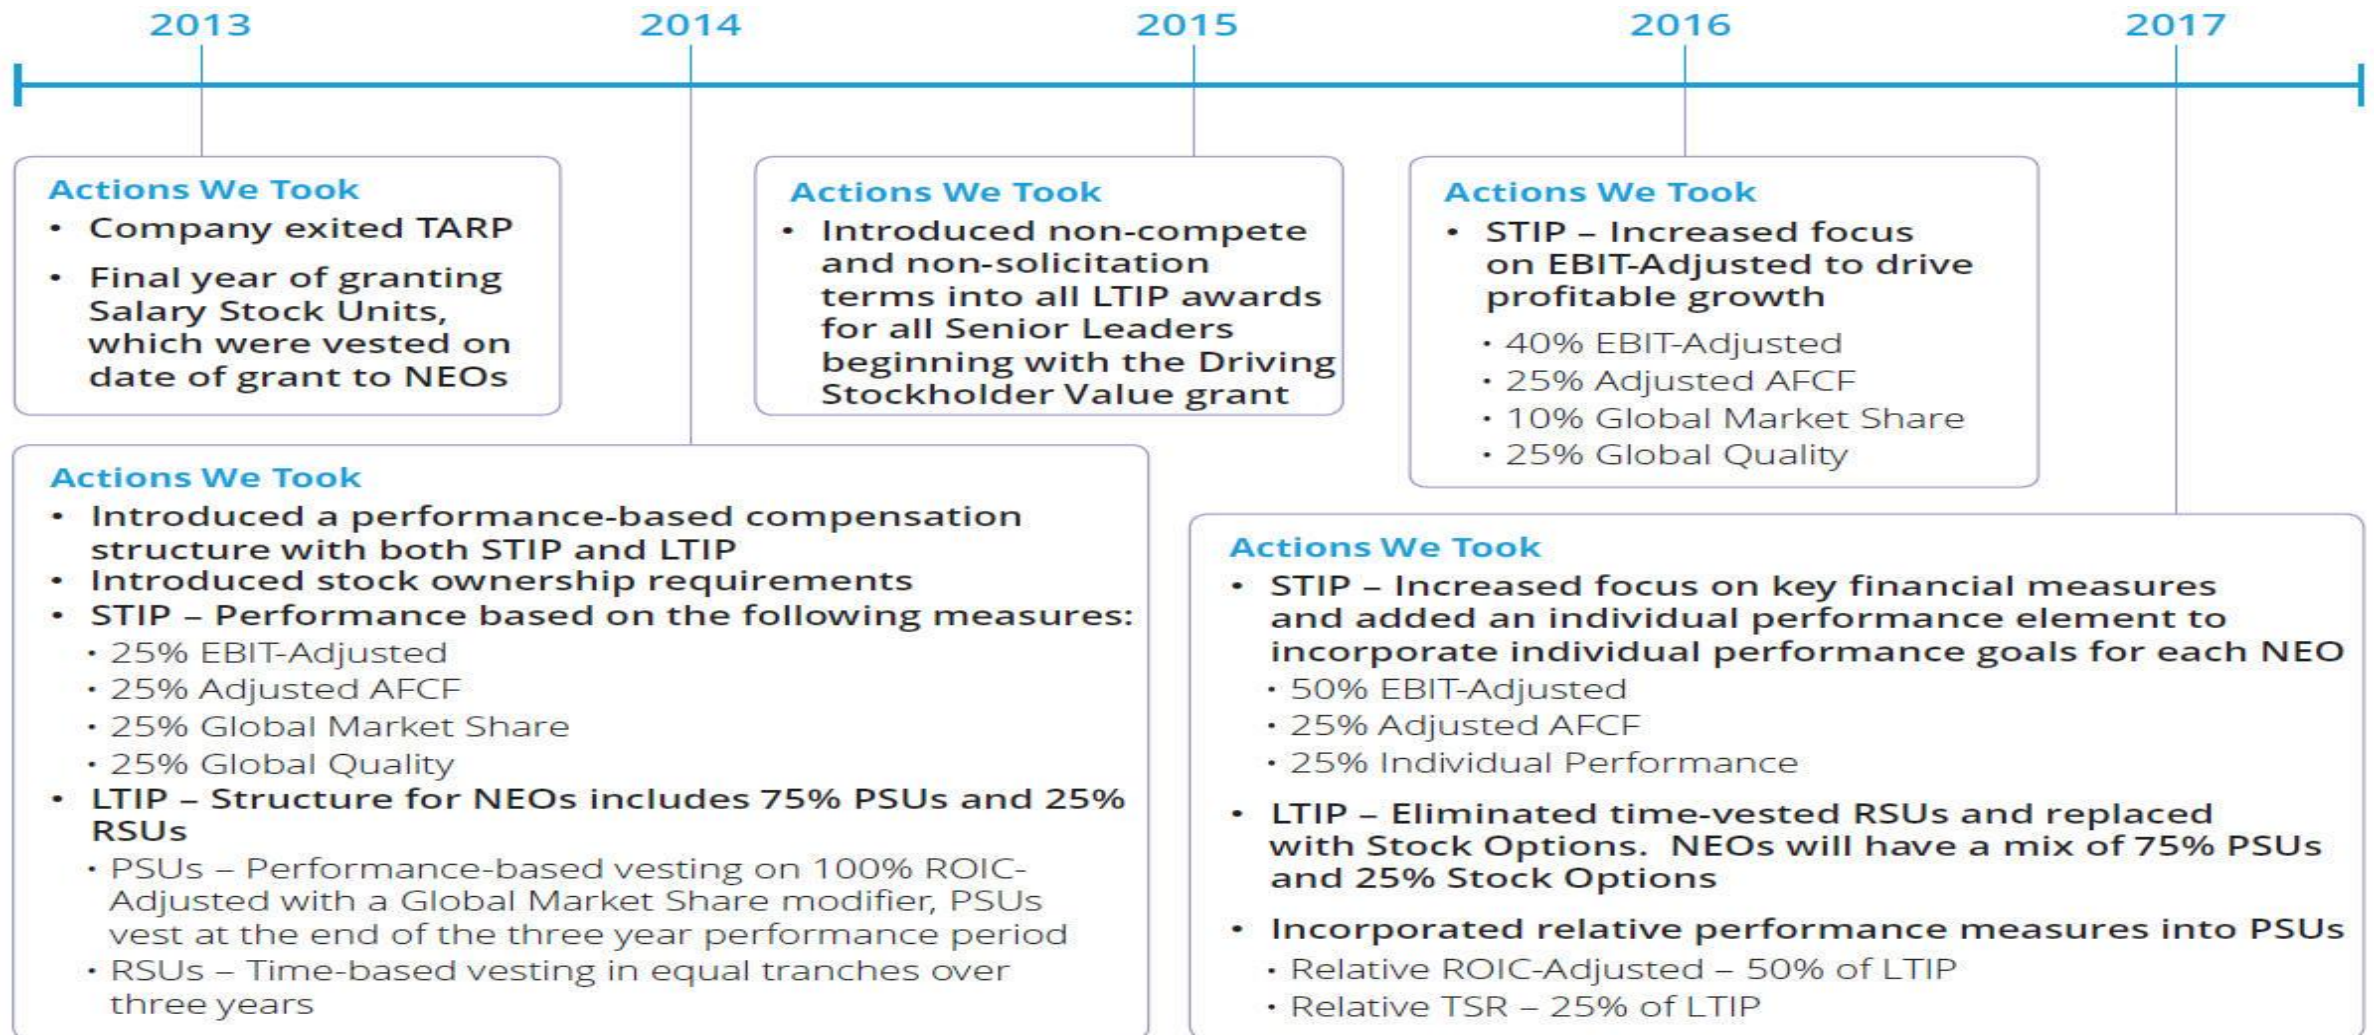 2013
2014
2015
2016
2017
Actions We Took
• Company exited TARP
• Final year of granting
Salary Stock Units,
which were vested on
date of grant to NEOs
Actions We Took
• Introduced a performance-based compensation
structure with both STIP and LTIP
• Introduced stock ownership requirements
• STIP – Performance based on the following measures:
• 25% EBIT-Adjusted
• 25% Adjusted AFCF
• 25% Global Market Share
• 25% Global Quality
• LTIP – Structure for NEOs includes 75% PSUs and 25%
RSUs
• PSUs – Performance-based vesting on 100% ROIC-
Adjusted with a Global Market Share modifier, PSUs
vest at the end of the three year performance period
• RSUs – Time-based vesting in equal tranches over
three years
Actions We Took
• Introduced non-compete
and non-solicitation
terms into all LTIP awards
for all Senior Leaders
beginning with the Driving
Stockholder Value grant
Actions We Took
• STIP – Increased focus
on EBIT-Adjusted to drive
profitable growth
• 40% EBIT-Adjusted
• 25% Adjusted AFCF
• 10% Global Market Share
• 25% Global Quality
Actions We Took
• STIP – Increased focus on key financial measures
and added an individual performance element to
incorporate individual performance goals for each NEO
• 50% EBIT-Adjusted
• 25% Adjusted AFCF
• 25% Individual Performance
• LTIP – Eliminated time-vested RSUs and replaced
with Stock Options. NEOs will have a mix of 75% PSUs
and 25% Stock Options
• Incorporated relative performance measures into PSUs
• Relative ROIC-Adjusted – 50% of LTIP
• Relative TSR – 25% of LTIP